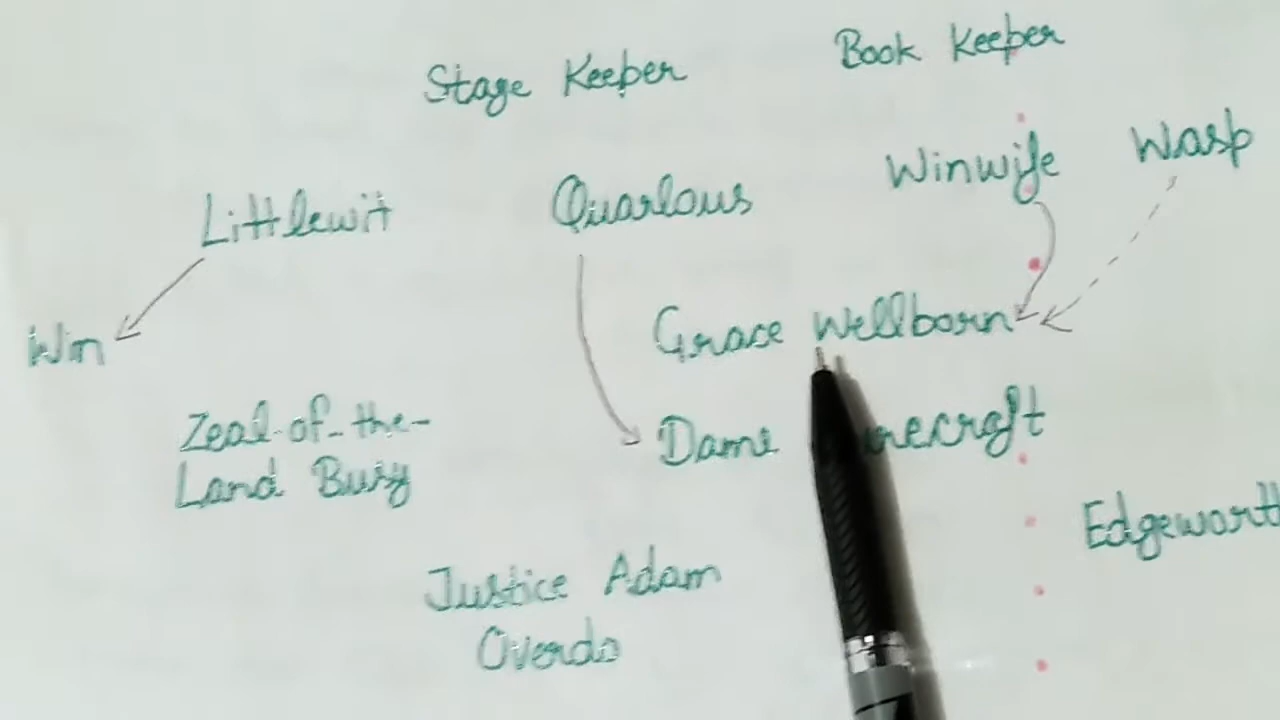 Stage Keeper
Book Keeper
Winwife
Wasp
Littlewit
Quarlous
Win
Grace Wellborn
Zeal-of-the-
Land Busy
Dame
Edgeworth
Justice Adam
Overdo